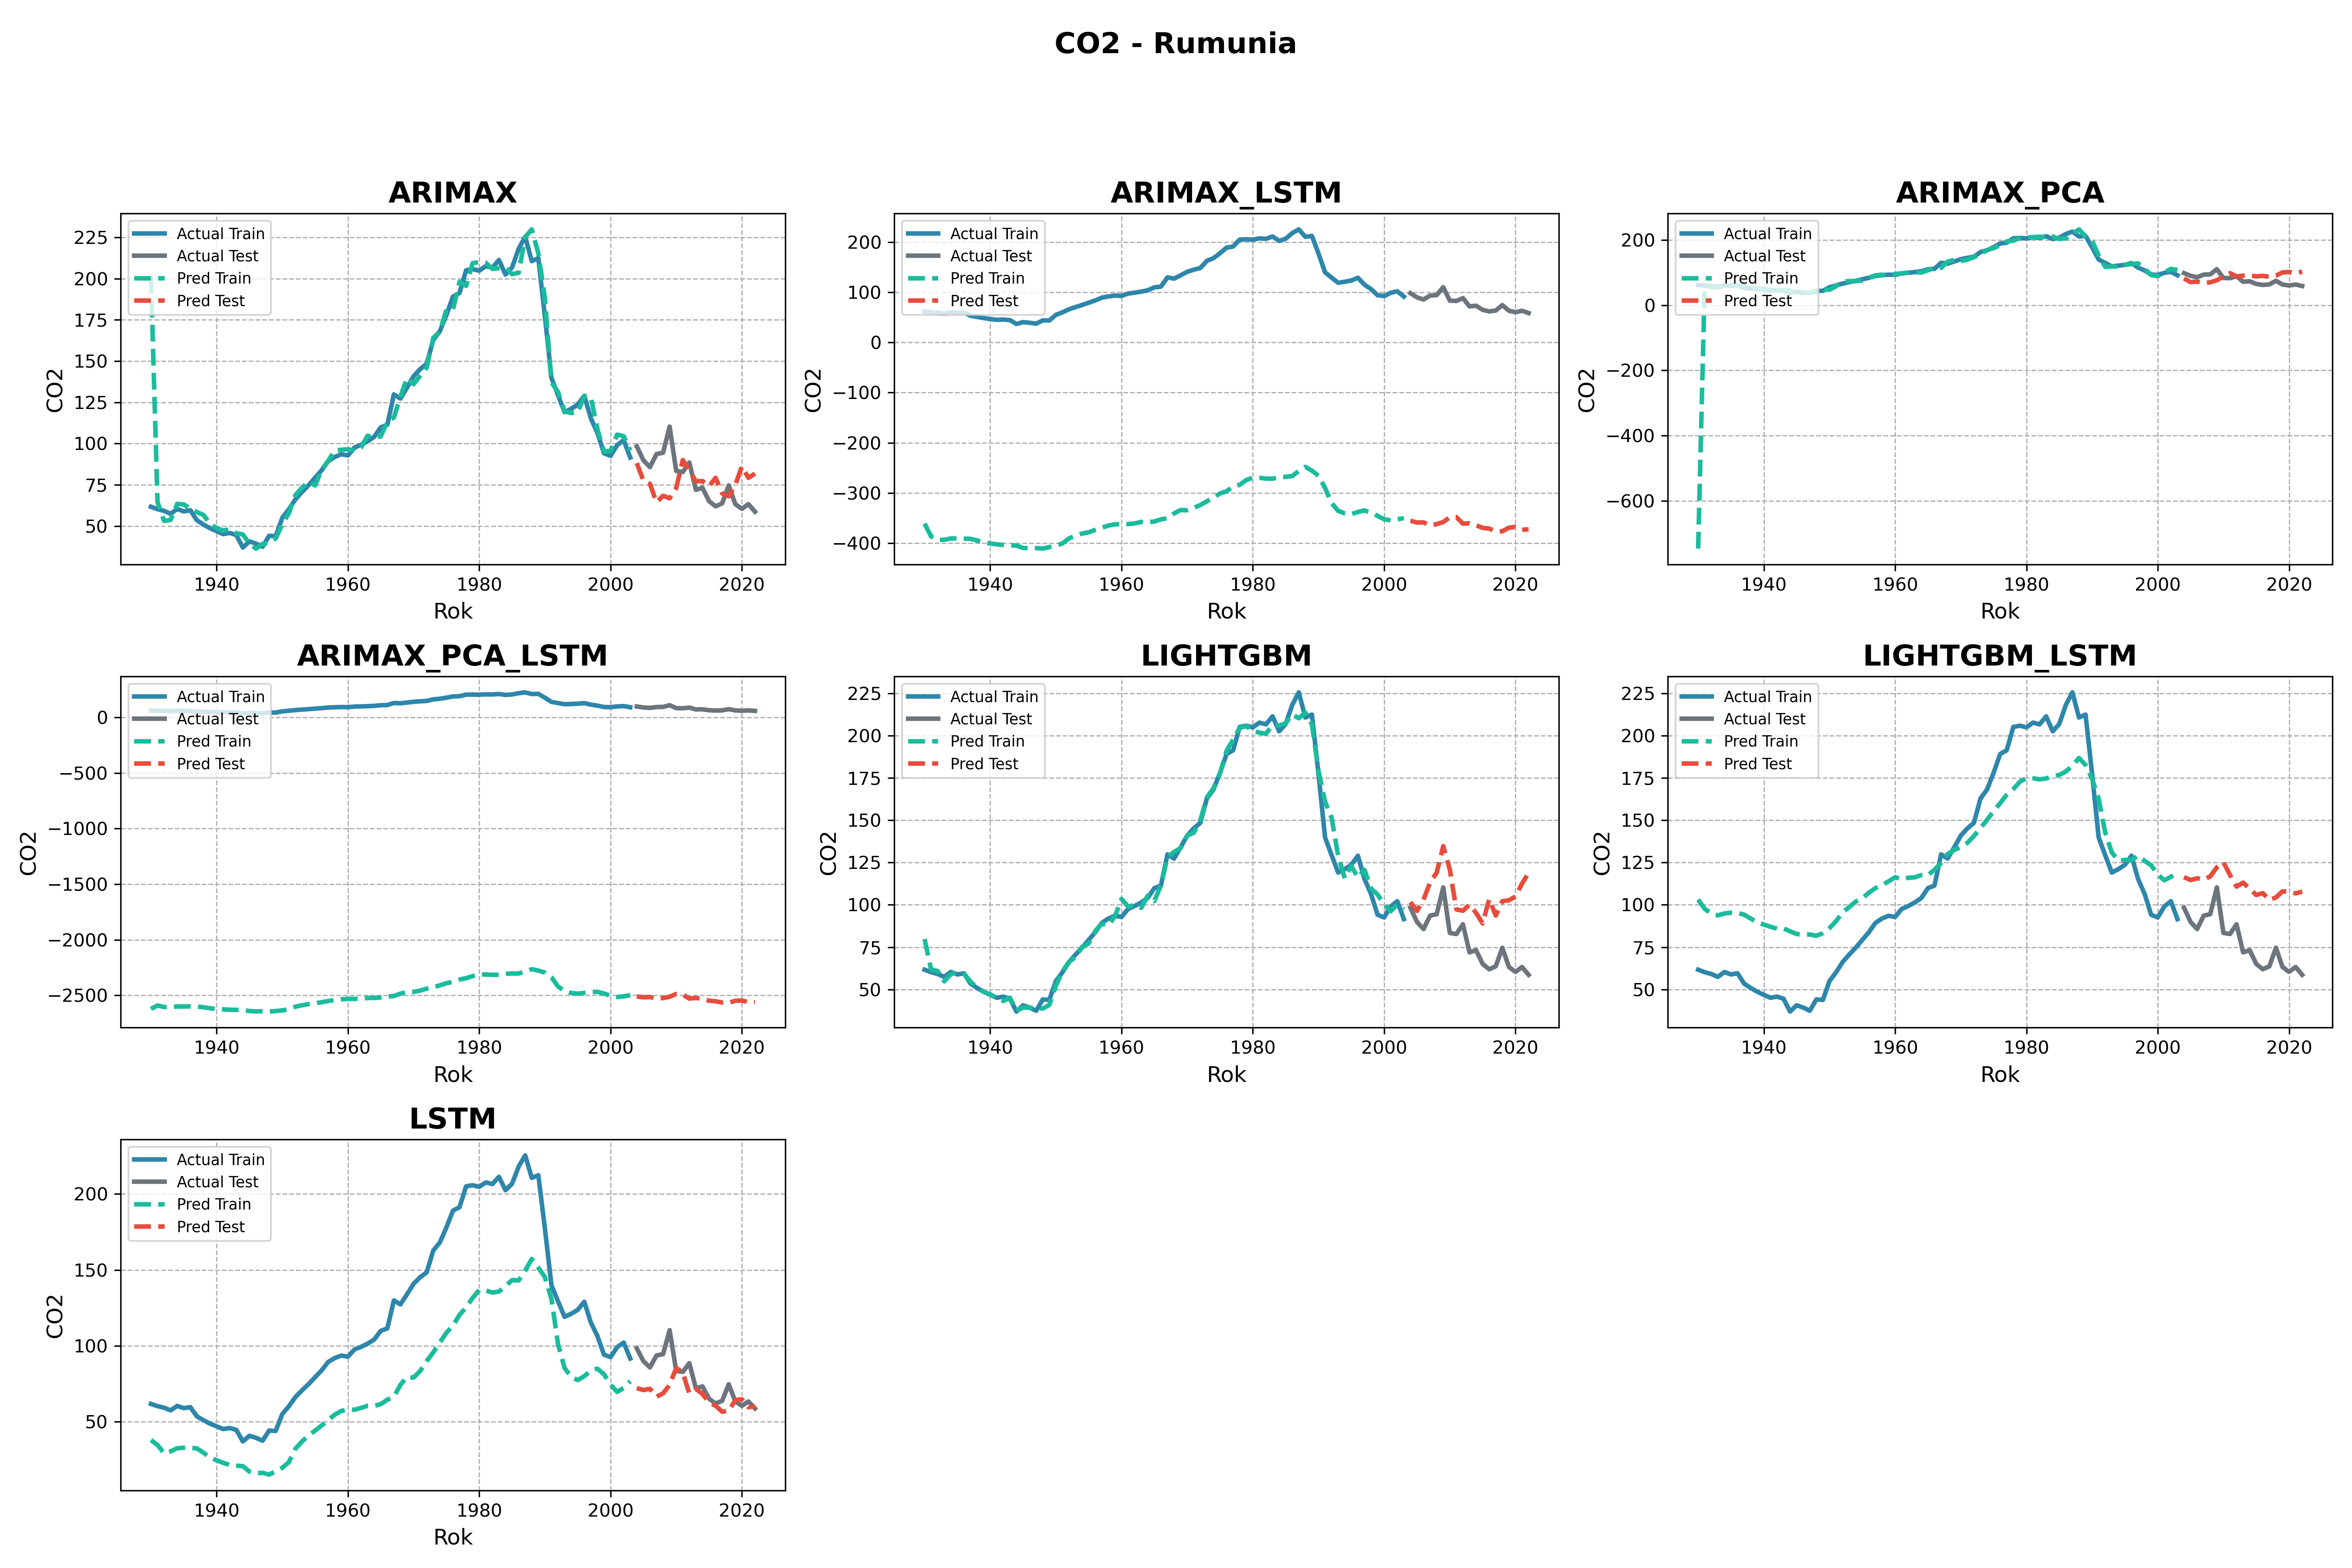 CO2 - Rumunia
ARIMAX
Actual Train
Actual Test
Pred Train
Pred Test
CO2
225
200
175
150
125
100
75
50
1940 1960 1980 2000 2020
Rok
ARIMAX_LSTM
Actual Train
Actual Test
Pred Train
Pred Test
CO2
200
100
0
−100
−200
−300
−400
1940 1960 1980 2000 2020
Rok
ARIMAX_PCA
Actual Train
Actual Test
Pred Train
Pred Test
CO2
200
0
−200
−400
−600
1940 1960 1980 2000 2020
Rok
ARIMAX_PCA_LSTM
Actual Train
Actual Test
Pred Train
Pred Test
CO2
0
−500
−1000
−1500
−2000
−2500
1940 1960 1980 2000 2020
Rok
LIGHTGBM
Actual Train
Actual Test
Pred Train
Pred Test
CO2
225
200
175
150
125
100
75
50
1940 1960 1980 2000 2020
Rok
LIGHTGBM_LSTM
Actual Train
Actual Test
Pred Train
Pred Test
CO2
225
200
175
150
125
100
75
50
1940 1960 1980 2000 2020
Rok
LSTM
Actual Train
Actual Test
Pred Train
Pred Test
CO2
200
150
100
50
1940 1960 1980 2000 2020
Rok